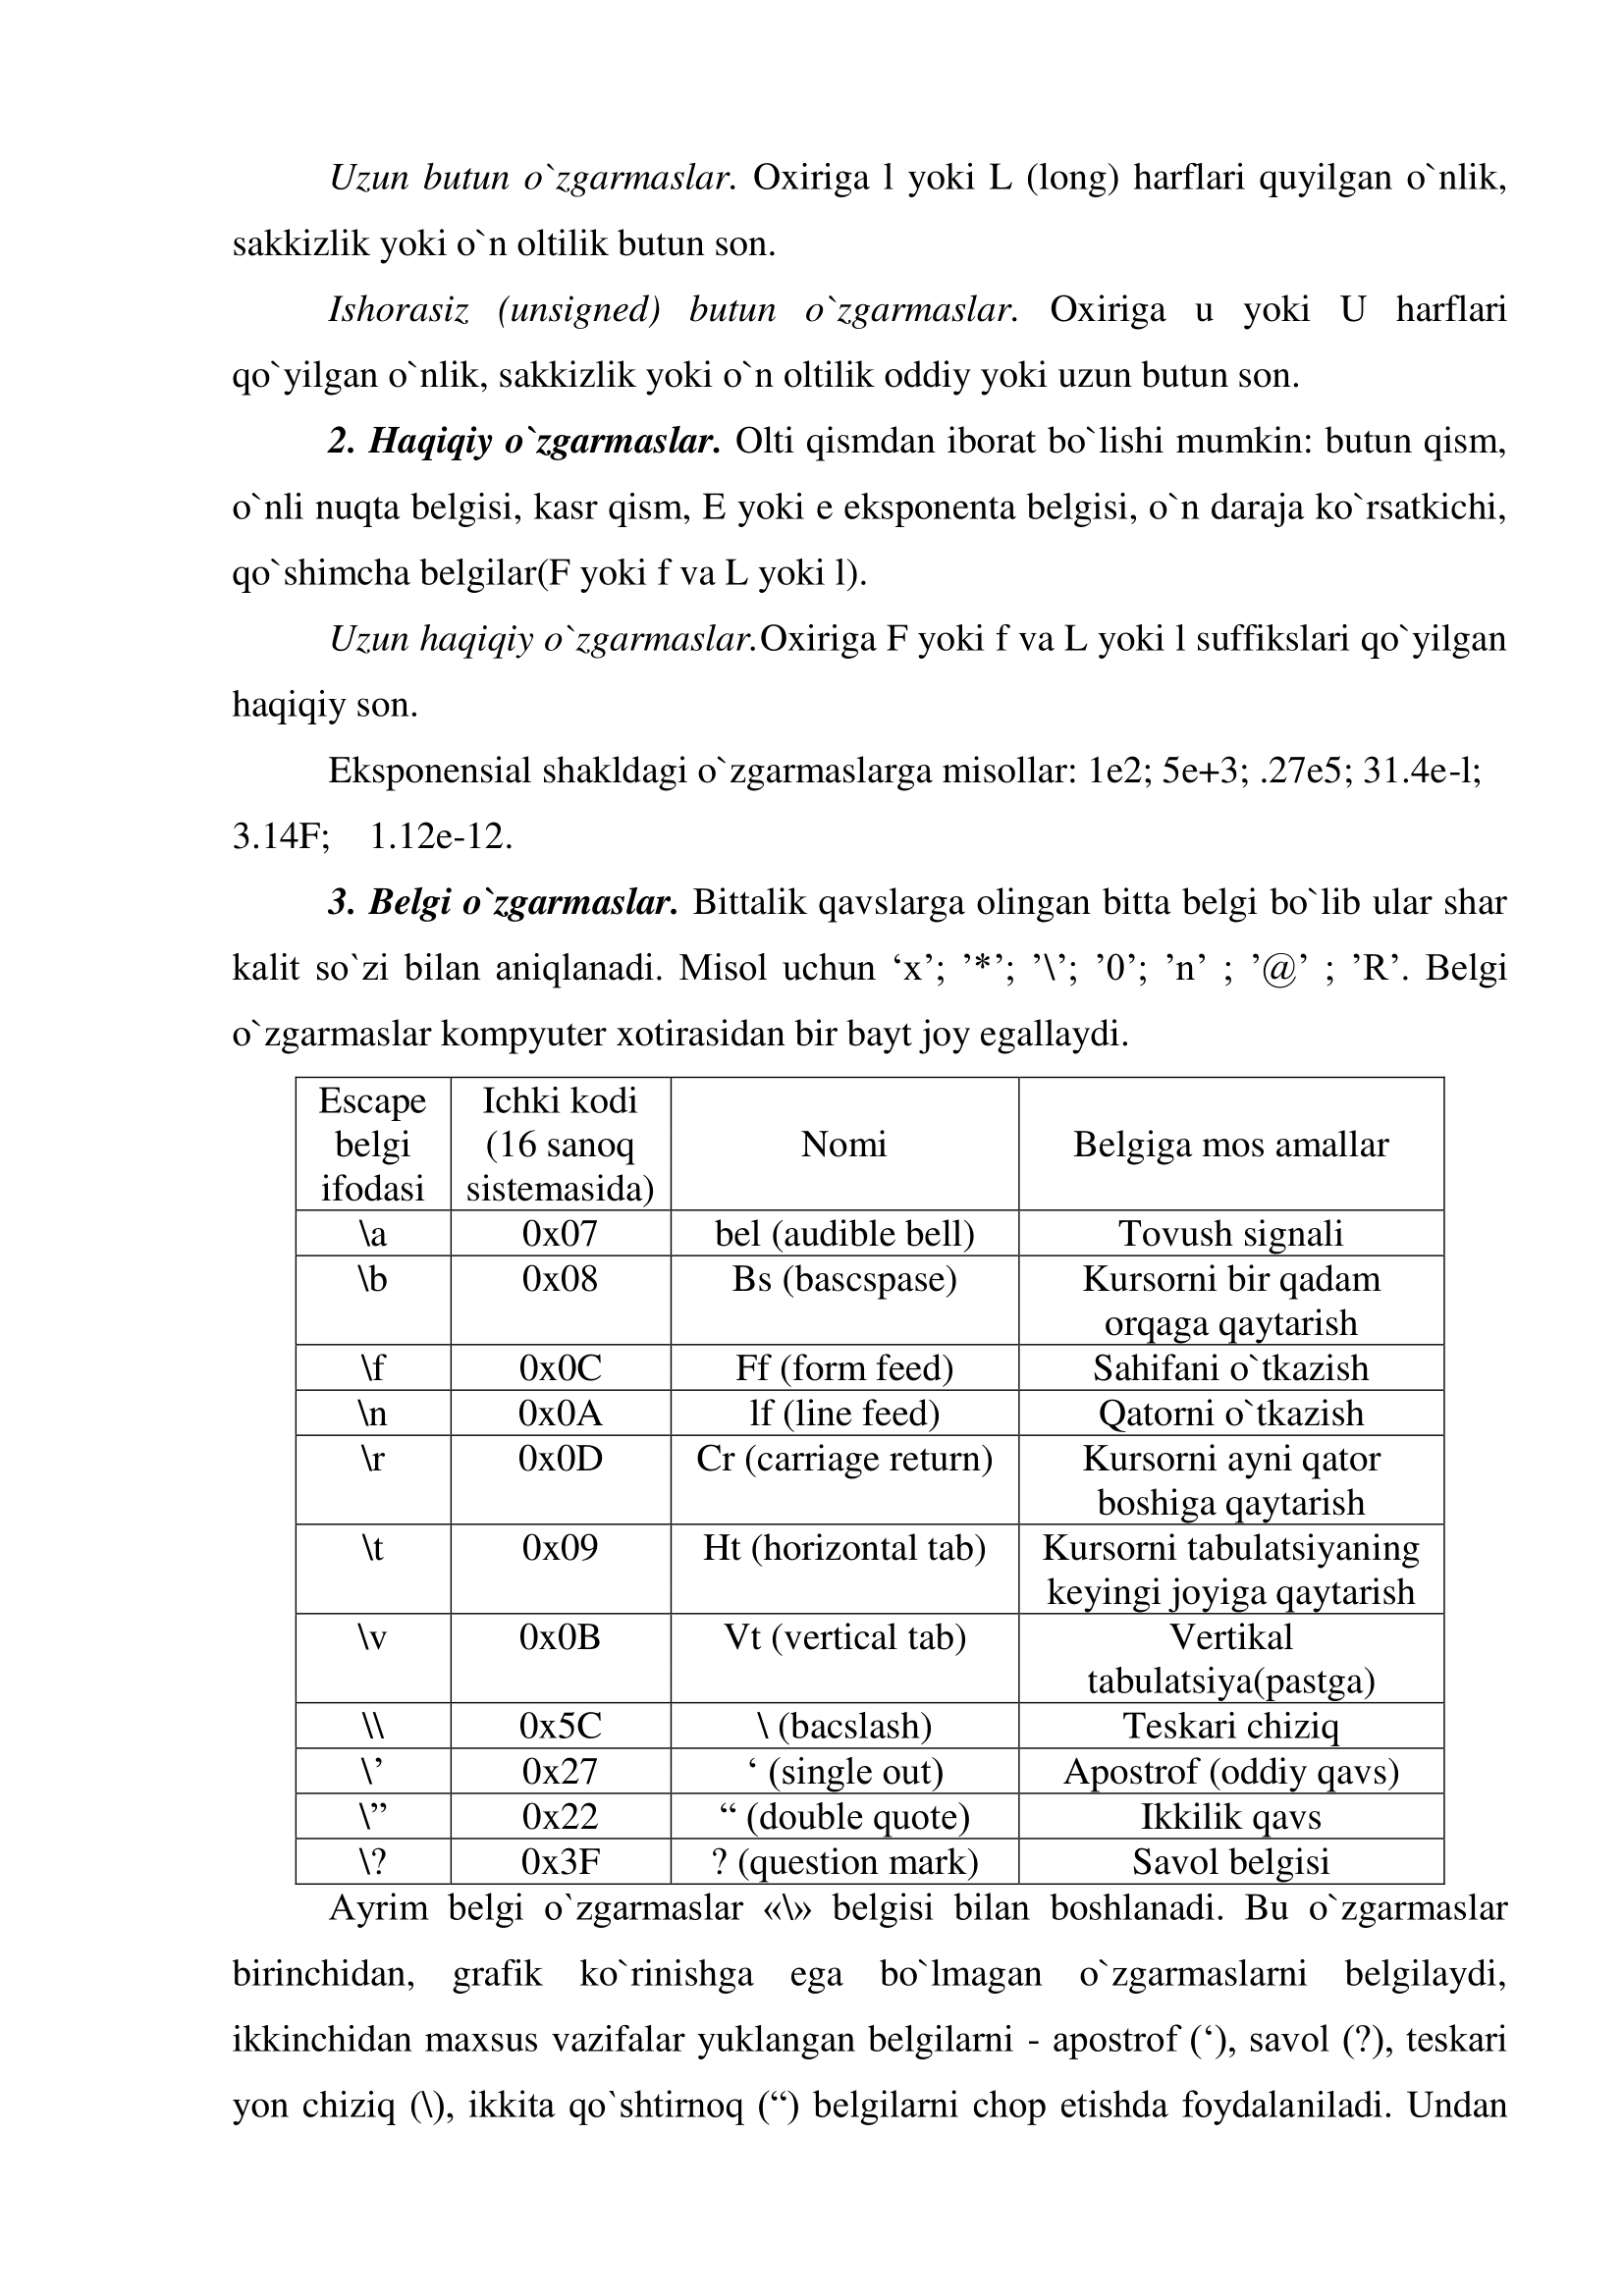 Uzun butun o`zgarmaslar. Oxiriga l yoki L (long) harflari quyilgan o`nlik,
sakkizlik yoki o`n oltilik butun son.
Ishorasiz (unsigned) butun o`zgarmaslar. Oxiriga u yoki U harflari
qo`yilgan o`nlik, sakkizlik yoki o`n oltilik oddiy yoki uzun butun son.
2. Haqiqiy o`zgarmaslar. Olti qismdan iborat bo`lishi mumkin: butun qism,
o`nli nuqta belgisi, kasr qism, E yoki e eksponenta belgisi, o`n daraja ko`rsatkichi,
qo`shimcha belgilar(F yoki f va L yoki l).
Uzun haqiqiy o`zgarmaslar.Oxiriga F yoki f va L yoki l suffikslari qo`yilgan
haqiqiy son.
Eksponensial shakldagi o`zgarmaslarga misollar: 1e2; 5e+3; .27e5; 31.4e-l;
3.14F; 1.12e-12.
3. Belgi o`zgarmaslar. Bittalik qavslarga olingan bitta belgi bo`lib ular shar
kalit so`zi bilan aniqlanadi. Misol uchun ‘x’; ’*’; ’\’; ’0’; ’n’ ; ’@’ ; ’R’. Belgi
o`zgarmaslar kompyuter xotirasidan bir bayt joy egallaydi.
Escape
belgi
ifodasi
Ichki kodi
(16 sanoq
sistemasida)
Nomi
Belgiga mos amallar
\a 0x07 bel (audible bell) Tovush signali
\b 0x08 Bs (bascspase) Kursorni bir qadam
orqaga qaytarish
\f 0x0C Ff (form feed) Sahifani o`tkazish
\n 0x0A lf (line feed) Qatorni o`tkazish
\r 0x0D Cr (carriage return) Kursorni ayni qator
boshiga qaytarish
\t 0x09 Ht (horizontal tab) Kursorni tabulatsiyaning
keyingi joyiga qaytarish
\v 0x0B Vt (vertical tab) Vertikal
tabulatsiya(pastga)
\\ 0x5C \ (bacslash) Teskari chiziq
\’ 0x27 ‘ (single out) Apostrof (oddiy qavs)
\” 0x22 “ (double quote) Ikkilik qavs
\? 0x3F ? (question mark) Savol belgisi
Ayrim belgi o`zgarmaslar «\» belgisi bilan boshlanadi. Bu o`zgarmaslar
birinchidan, grafik ko`rinishga ega bo`lmagan o`zgarmaslarni belgilaydi,
ikkinchidan maxsus vazifalar yuklangan belgilarni - apostrof (‘), savol (?), teskari
yon chiziq (\), ikkita qo`shtirnoq (“) belgilarni chop etishda foydalaniladi. Undan